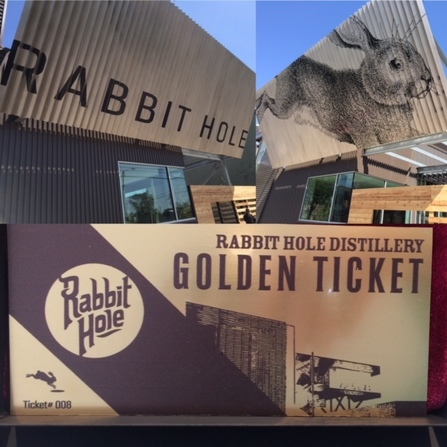 RABBIT HOLE
RABBIT HOLE DISTILLERY
GOLDEN TICKET
Rabbit
Hole
Ticket# 008